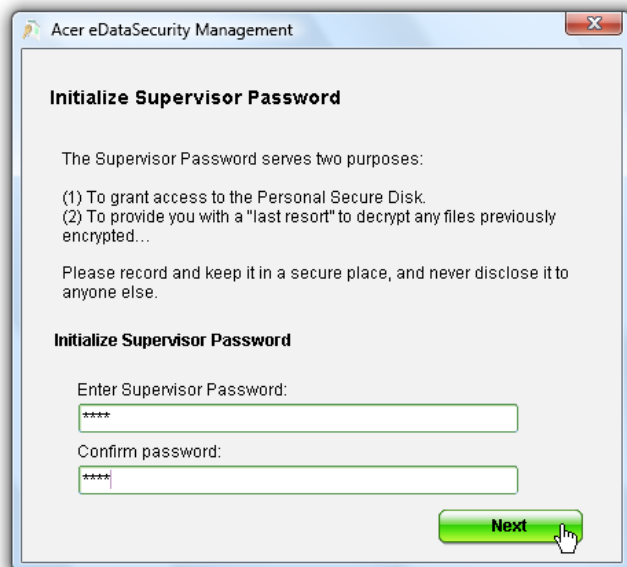 Acer eDataSecurity Management
Initialize Supervisor Password
The Supervisor Password serves two purposes:
(1) To grant access to the Personal Secure Disk.
(2) To provide you with a "last resort" to decrypt any files previously
encrypted...
Please record and keep it in a secure place, and never disclose it to
anyone else.
Initialize Supervisor Password
Enter Supervisor Password:
****
Confirm password:
****
Next